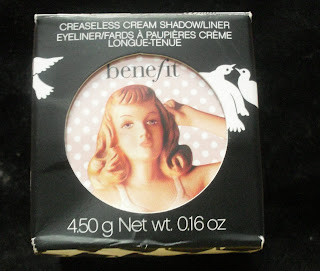 CREASELESS CREAM SHADOW/LINER
EYELINER/FARDS À PAUPIÈRES CRÈME
LONGUE-TENUE
benefit
4.50 g Net wt. 0.16 oz